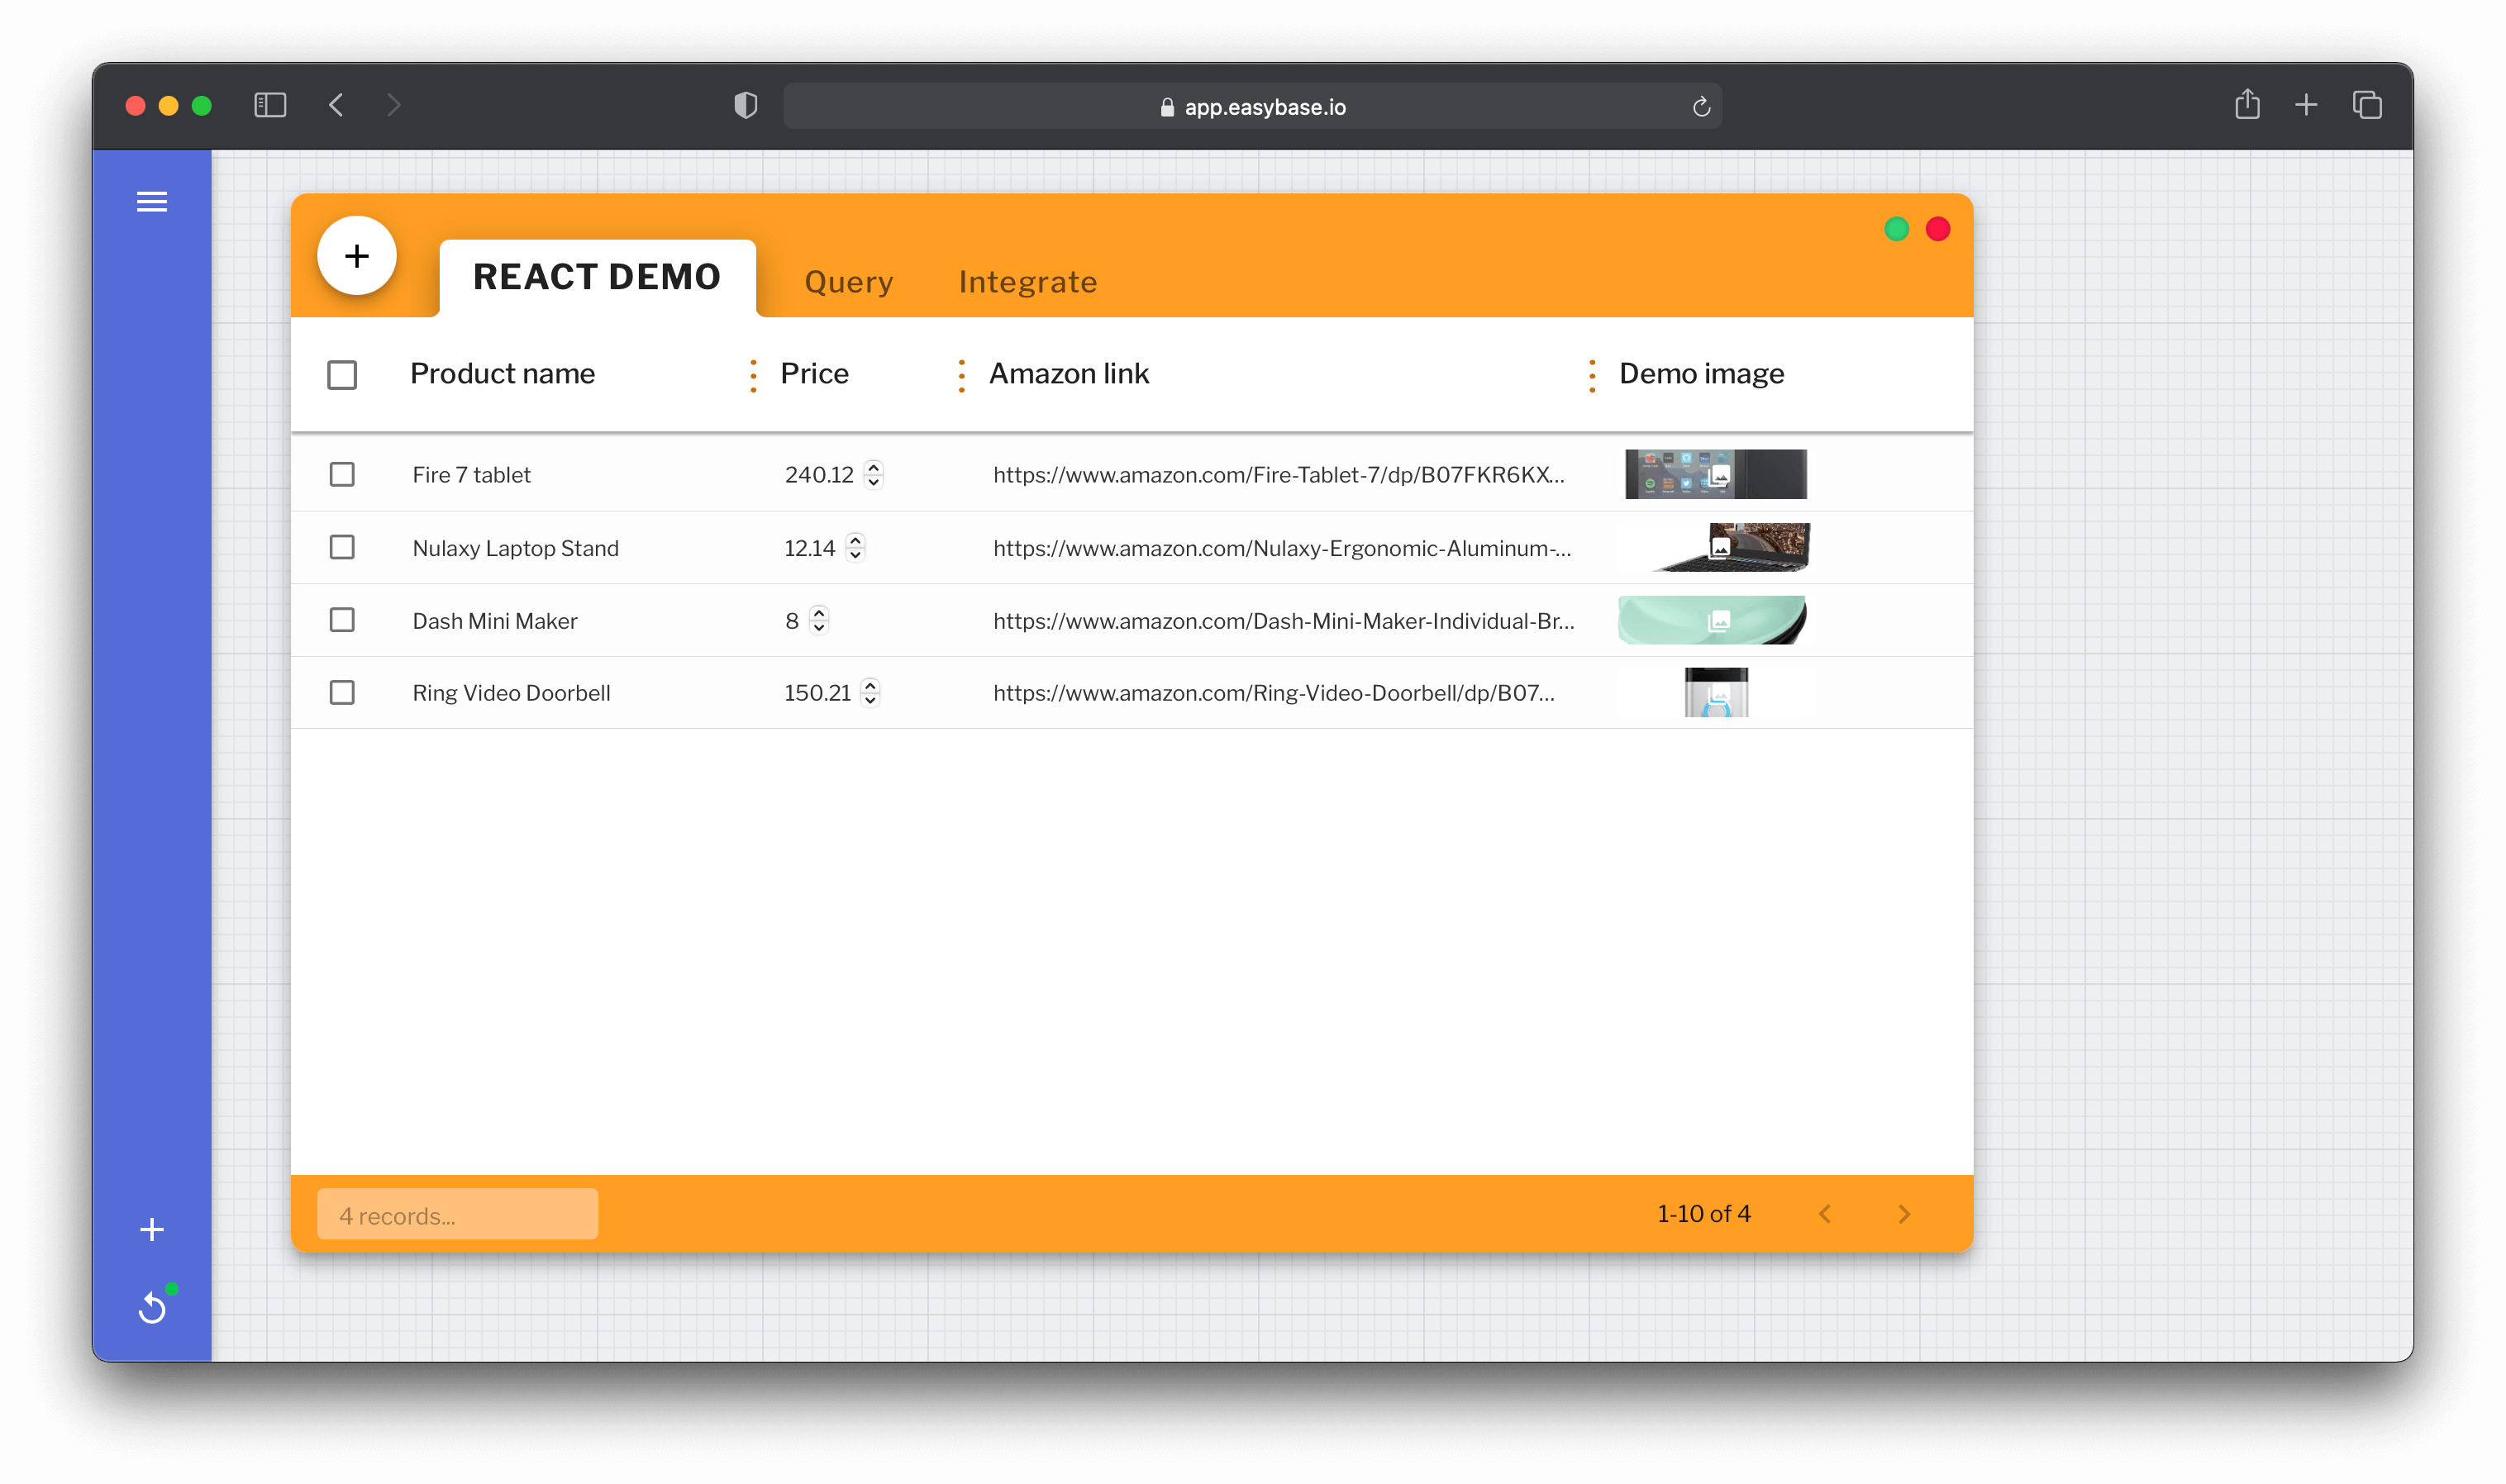 app.easybase.io
REACT DEMO Query Integrate
Product name Price Amazon link Demo image
Fire 7 tablet 240.12 https://www.amazon.com/Fire-Tablet-7/dp/B07FKR6KX...
Nulaxy Laptop Stand 12.14 https://www.amazon.com/Nulaxy-Ergonomic-Aluminum-...
Dash Mini Maker 8 https://www.amazon.com/Dash-Mini-Maker-Individual-Br...
Ring Video Doorbell 150.21 https://www.amazon.com/Ring-Video-Doorbell/dp/B07...
4 records... 1-10 of 4